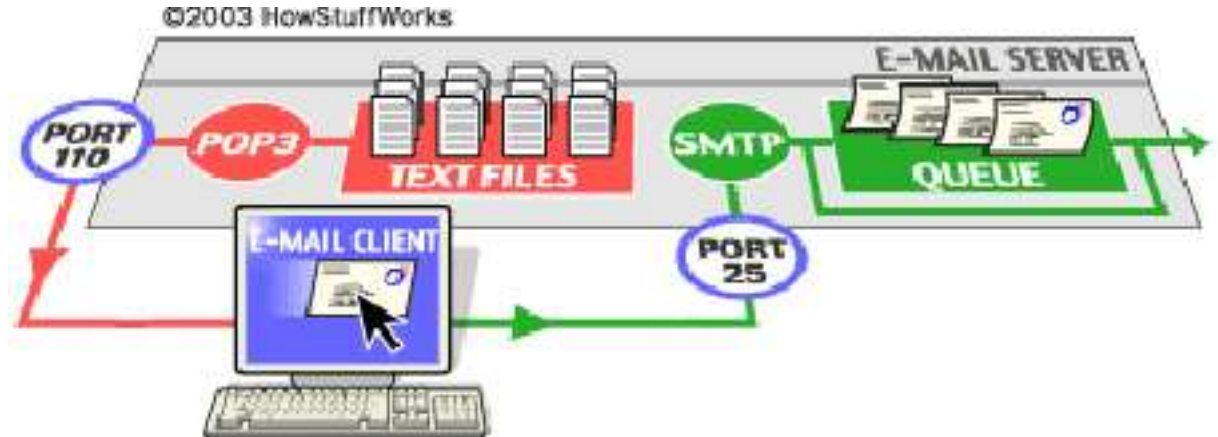 ©2003 HowStuffWorks
E-MAIL SERVER
PORT
110
POP3
TEXT FILES
SMTP
QUEUE
E-MAIL CLIENT
PORT
25